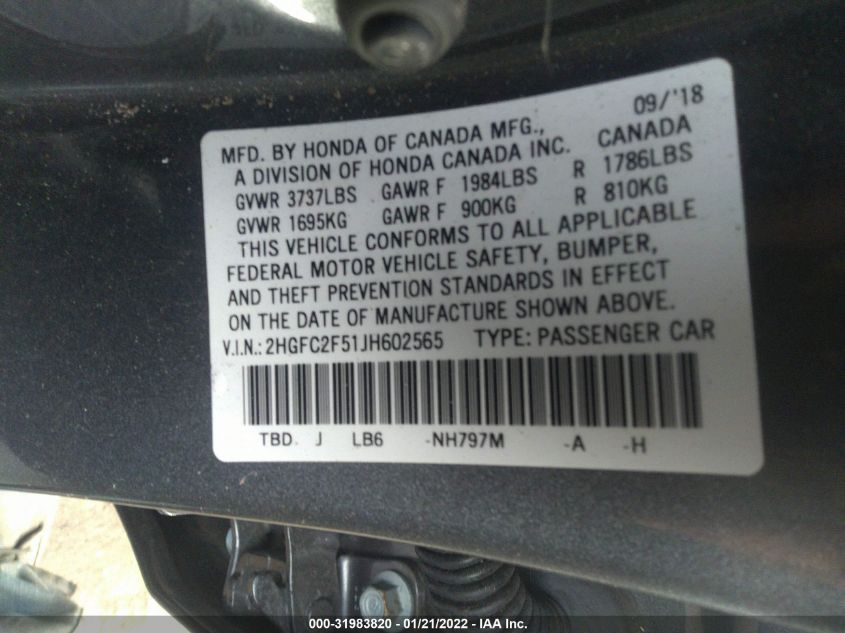 09/'18
MFD. BY HONDA OF CANADA MFG.,
A DIVISION OF HONDA CANADA INC. CANADA
GVWR 3737LBS GAWR F 1984LBS R 1786LBS
GVWR 1695KG GAWR F 900KG R 810KG
THIS VEHICLE CONFORMS TO ALL APPLICABLE
FEDERAL MOTOR VEHICLE SAFETY, BUMPER,
AND THEFT PREVENTION STANDARDS IN EFFECT
ON THE DATE OF MANUFACTURE SHOWN ABOVE.
V.I.N.: 2HGFC2F51JH602565 TYPE: PASSENGER CAR
TBD J LB6 -NH797M -A -H
000-31983820 - 01/21/2022 - IAA Inc.